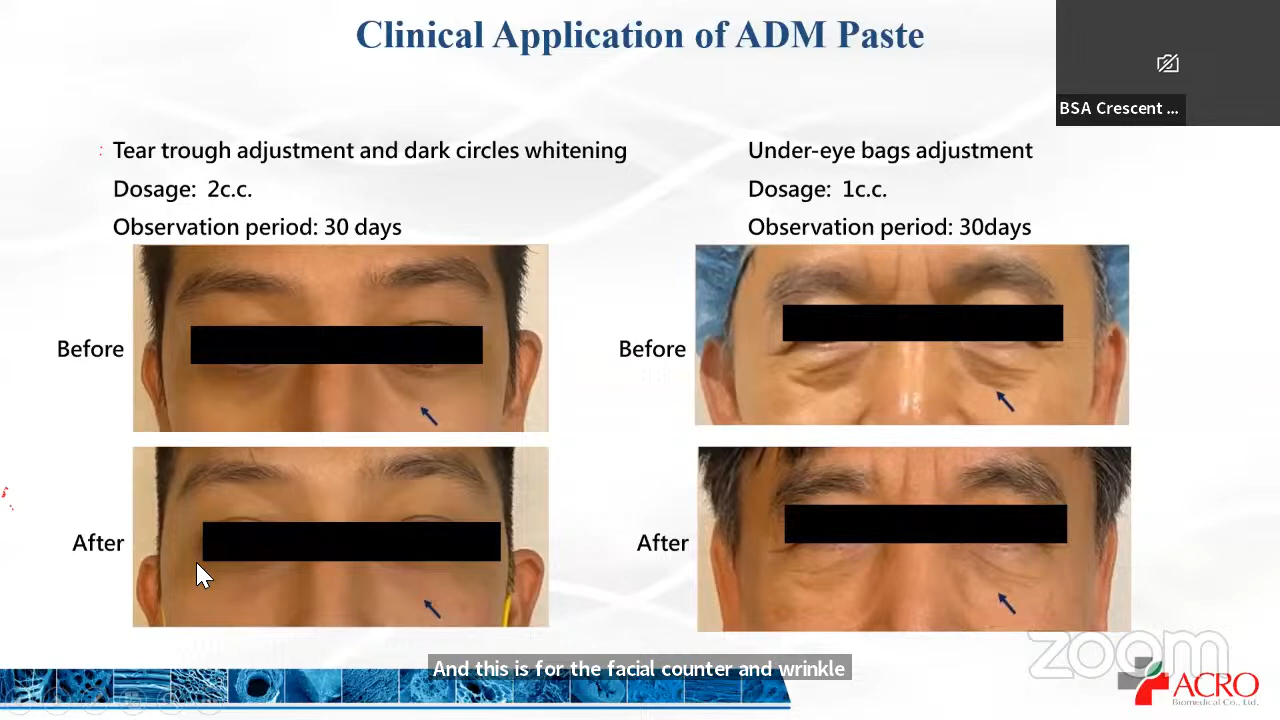 Clinical Application of ADM Paste
BSA Crescent ...
Tear trough adjustment and dark circles whitening
Dosage: 2c.c.
Observation period: 30 days
Under-eye bags adjustment
Dosage: 1c.c.
Observation period: 30days
Before
Before
After
After
And this is for the facial counter and wrinkle
zoom
ACRO
Biomedical Co., Ltd.